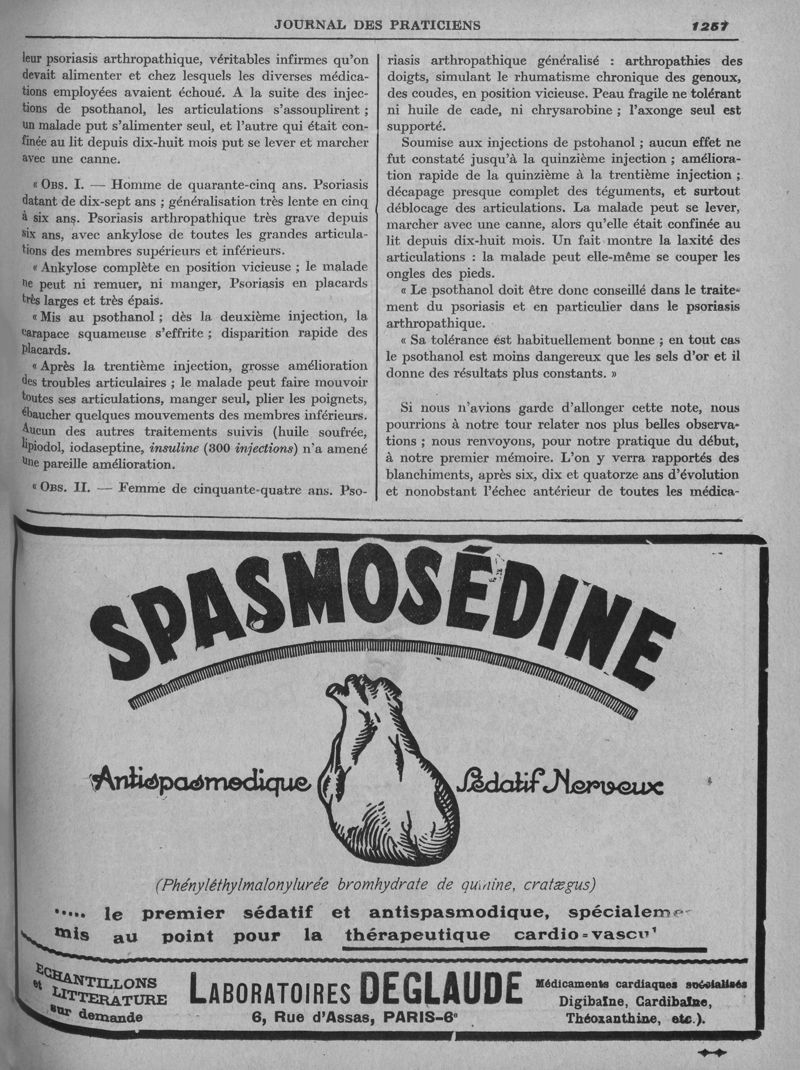 JOURNAL DES PRATICIENS 1257
leur psoriasis arthropathique, véritables infirmes qu'on
devait alimenter et chez lesquels les diverses médica-
tions employées avaient échoué. A la suite des injec-
tions de psothanol, les articulations s'assouplirent ;
un malade put s'alimenter seul, et l'autre qui était con-
finée au lit depuis dix-huit mois put se lever et marcher
avec une canne.
« OBS. I. — Homme de quarante-cinq ans. Psoriasis
datant de dix-sept ans ; généralisation très lente en cinq
à six ans. Psoriasis arthropathique très grave depuis
six ans, avec ankylose de toutes les grandes articula-
tions des membres supérieurs et inférieurs.
« Ankylose complète en position vicieuse ; le malade
ne peut ni remuer, ni manger, Psoriasis en placards
très larges et très épais.
« Mis au psothanol ; dès la deuxième injection, la
carapace squameuse s'effrite ; disparition rapide des
placards.
« Après la trentième injection, grosse amélioration
des troubles articulaires ; le malade peut faire mouvoir
toutes ses articulations, manger seul, plier les poignets,
ébaucher quelques mouvements des membres inférieurs.
Aucun des autres traitements suivis (huile soufrée,
lipiodol, iodaseptine, insuline (300 injections) n'a amené
une pareille amélioration.
« OBS. II. — Femme de cinquante-quatre ans. Pso-
riasis arthropathique généralisé : arthropathies des
doigts, simulant le rhumatisme chronique des genoux,
des coudes, en position vicieuse. Peau fragile ne tolérant
ni huile de cade, ni chrysarobine ; l'axonge seul est
supporté.
Soumise aux injections de pstohanol ; aucun effet ne
fut constaté jusqu'à la quinzième injection ; améliora-
tion rapide de la quinzième à la trentième injection ;
décapage presque complet des téguments, et surtout
déblocage des articulations. La malade peut se lever,
marcher avec une canne, alors qu'elle était confinée au
lit depuis dix-huit mois. Un fait montre la laxité des
articulations : la malade peut elle-même se couper les
ongles des pieds.
« Le psothanol doit être donc conseillé dans le traite-
ment du psoriasis et en particulier dans le psoriasis
arthropathique.
« Sa tolérance est habituellement bonne ; en tout cas
le psothanol est moins dangereux que les sels d'or et il
donne des résultats plus constants. »
Si nous n'avions garde d'allonger cette note, nous
pourrions à notre tour relater nos plus belles observa-
tions ; nous renvoyons, pour notre pratique du début,
à notre premier mémoire. L'on y verra rapportés des
blanchiments, après six, dix et quatorze ans d'évolution
et nonobstant l'échec antérieur de toutes les médica-
SPASMOSÉDINE
Antispasmodique Sédatif Nerveux
(Phényléthylmalonylurée bromhydrate de quinine, cratægus)
..... le premier sédatif et antispasmodique, spécialeme
mis au point pour la thérapeutique cardio-vascu
ECHANTILLONS
et LITTERATURE
sur demande
LABORATOIRES DEGLAUDE
6, Rue d'Assas, PARIS-6e
Médicaments cardiaques spécialisés
Digibaïne, Cardibaïne,
Théoxanthine, etc.).